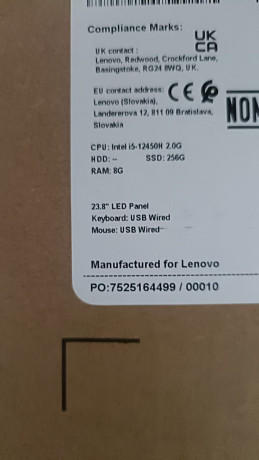 Compliance Marks:
UK
CA
UK contact :
Lenovo, Redwood, Crockford Lane,
Basingstoke, RG24 8WQ, UK.
EU contact address:
CE
Lenovo (Slovakia),
Landererova 12, 811 09 Bratislava,
Slovakia
NON
CPU: Intel i5-12450H 2.0G
HDD: -- SSD: 256G
RAM: 8G
23.8" LED Panel
Keyboard: USB Wired
Mouse: USB Wired
Manufactured for Lenovo
PO:7525164499 / 00010